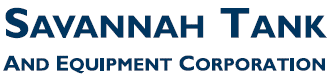 SAVANNAH TANK
AND EQUIPMENT CORPORATION